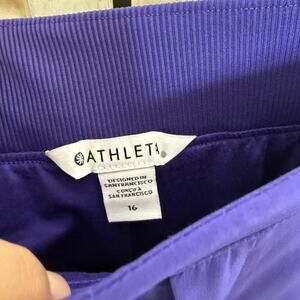 ATHLETA
DESIGNED IN
SAN FRANCISCO
CONÇU À
SAN FRANCISCO
16